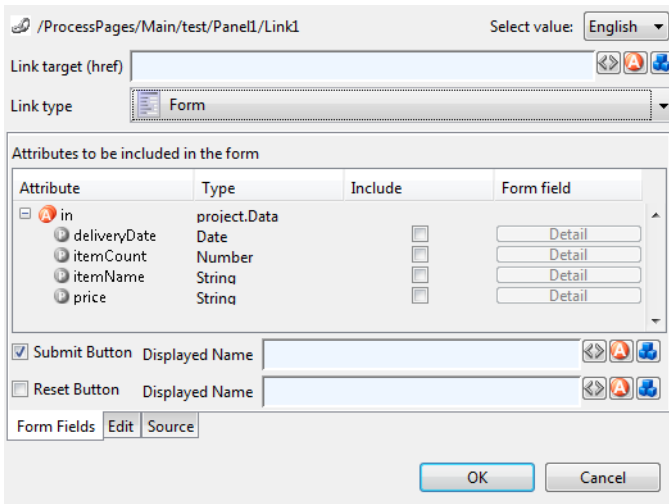 /ProcessPages/Main/test/Panel1/Link1 Select value: English
Link target (href)
Link type Form
Attributes to be included in the form
Attribute Type Include Form field
A in project.Data
P deliveryDate Date Detail
P itemCount Number Detail
P itemName String Detail
P price String Detail
Submit Button Displayed Name A
Reset Button Displayed Name A
Form Fields Edit Source
OK Cancel